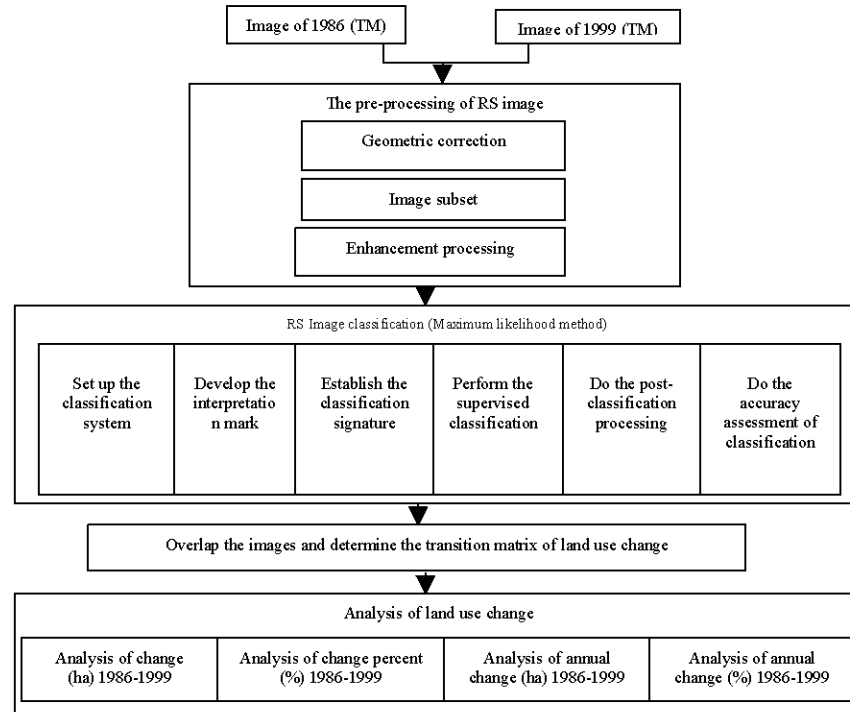 Image of 1986 (TM)
Image of 1999 (TM)
The pre-processing of RS image
Geometric correction
Image subset
Enhancement processing
RS Image classification (Maximum likelihood method)
Set up the
classification
system
Develop the
interpretatio
n mark
Establish the
classification
signature
Perform the
supervised
classification
Do the post-
classification
processing
Do the
accuracy
assessment of
classification
Overlap the images and determine the transition matrix of land use change
Analysis of land use change
Analysis of change
(ha) 1986-1999
Analysis of change percent
(%) 1986-1999
Analysis of annual
change (ha) 1986-1999
Analysis of annual
change (%) 1986-1999